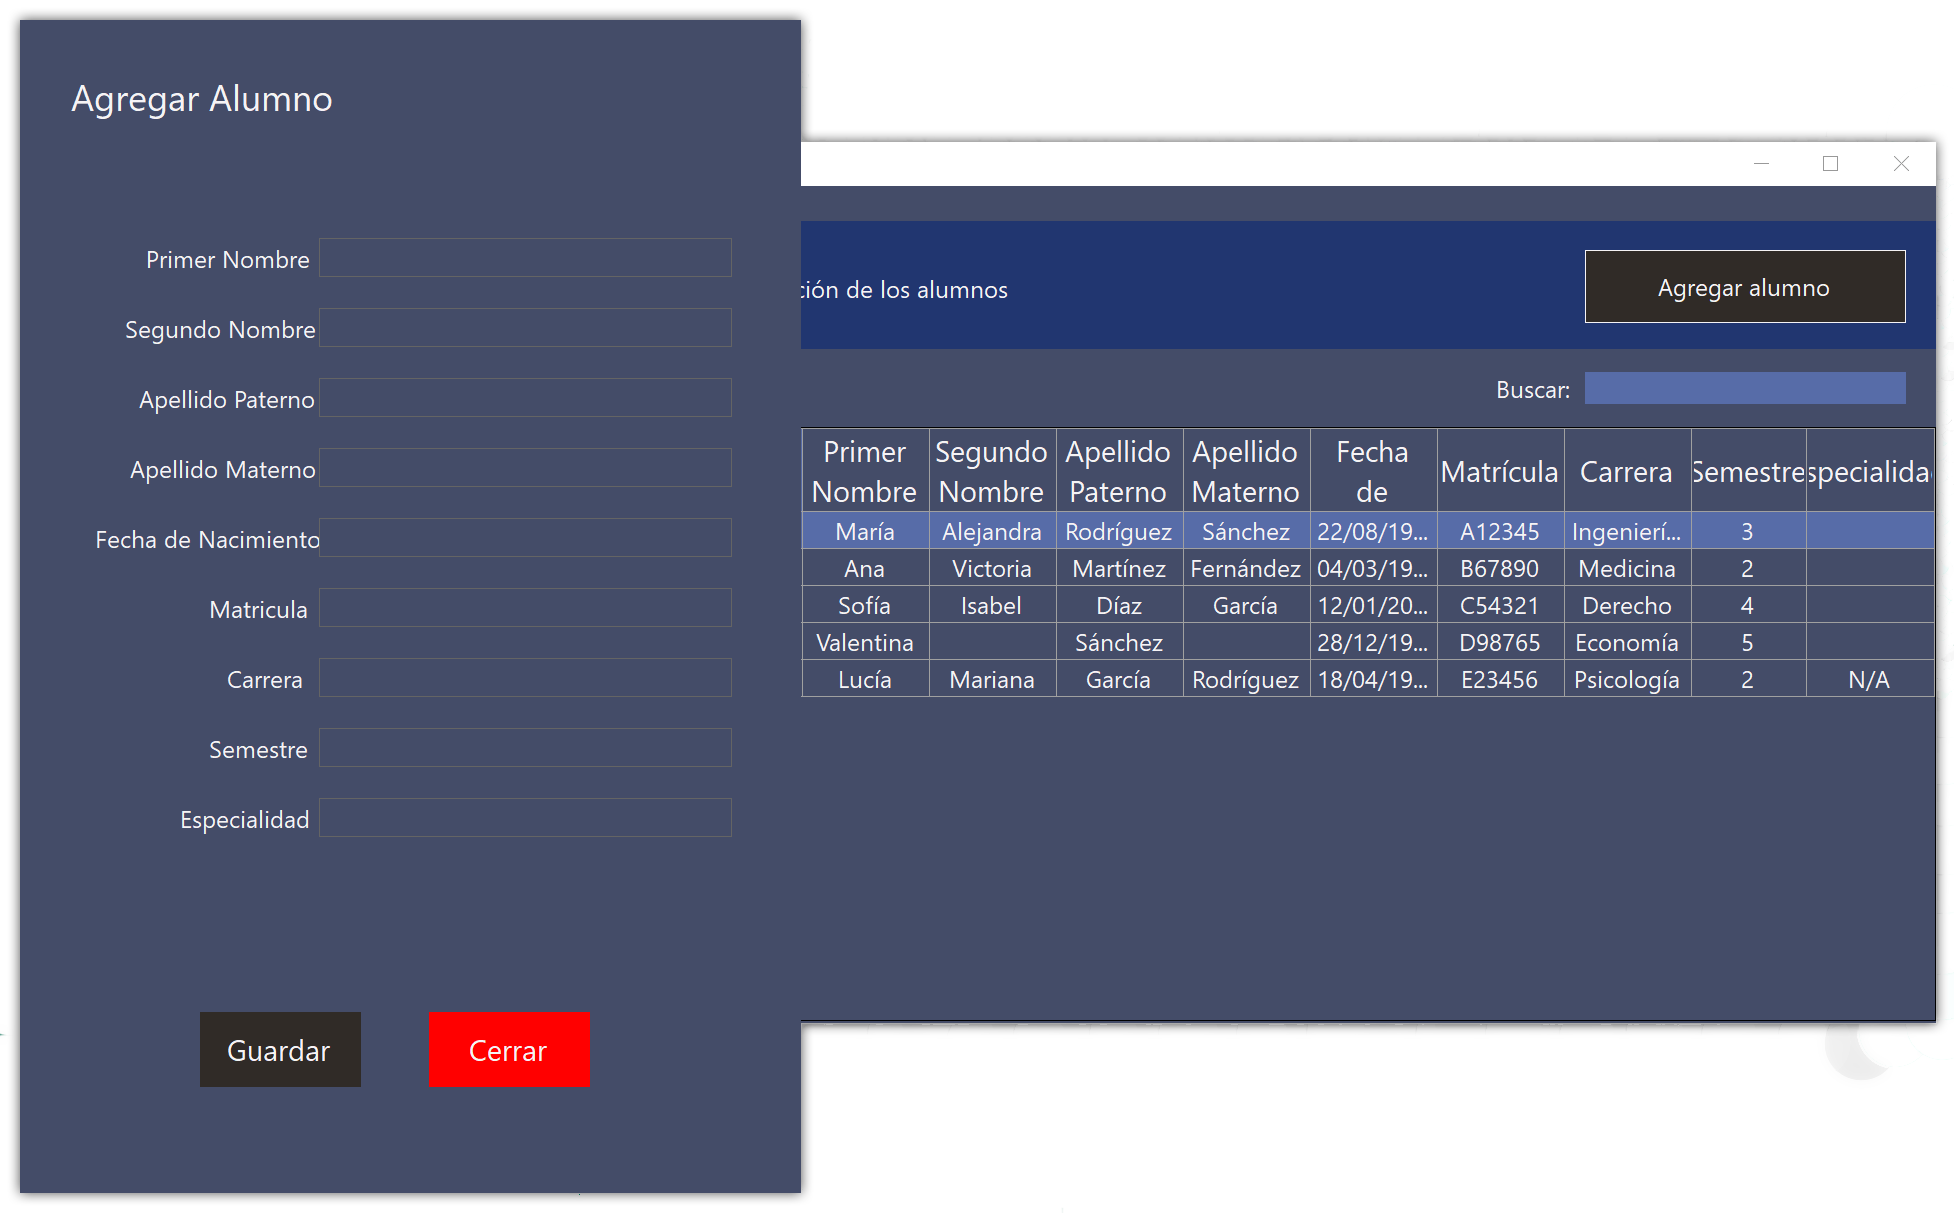 Agregar Alumno
Primer Nombre
Segundo Nombre
Apellido Paterno
Apellido Materno
Fecha de Nacimiento
Matricula
Carrera
Semestre
Especialidad
Guardar Cerrar
ción de los alumnos
Agregar alumno
Buscar:
Primer Nombre Segundo Nombre Apellido Paterno Apellido Materno Fecha de Matrícula Carrera Semestre specialida
María Alejandra Rodríguez Sánchez 22/08/19... A12345 Ingenierí... 3
Ana Victoria Martínez Fernández 04/03/19... B67890 Medicina 2
Sofía Isabel Díaz García 12/01/20... C54321 Derecho 4
Valentina Sánchez 28/12/19... D98765 Economía 5
Lucía Mariana García Rodríguez 18/04/19... E23456 Psicología 2 N/A